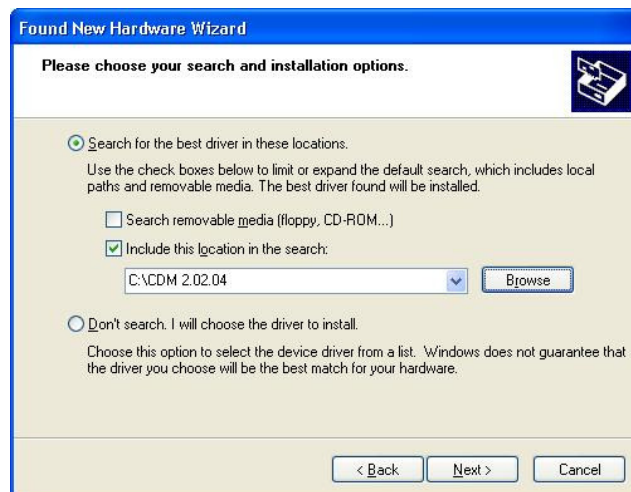 Found New Hardware Wizard
Please choose your search and installation options.
Search for the best driver in these locations.
Use the check boxes below to limit or expand the default search, which includes local
paths and removable media. The best driver found will be installed.
Search removable media (floppy, CD-ROM...)
Include this location in the search:
C:\CDM 2.02.04
Browse
Don't search. I will choose the driver to install.
Choose this option to select the device driver from a list. Windows does not guarantee that
the driver you choose will be the best match for your hardware.
< Back Next > Cancel